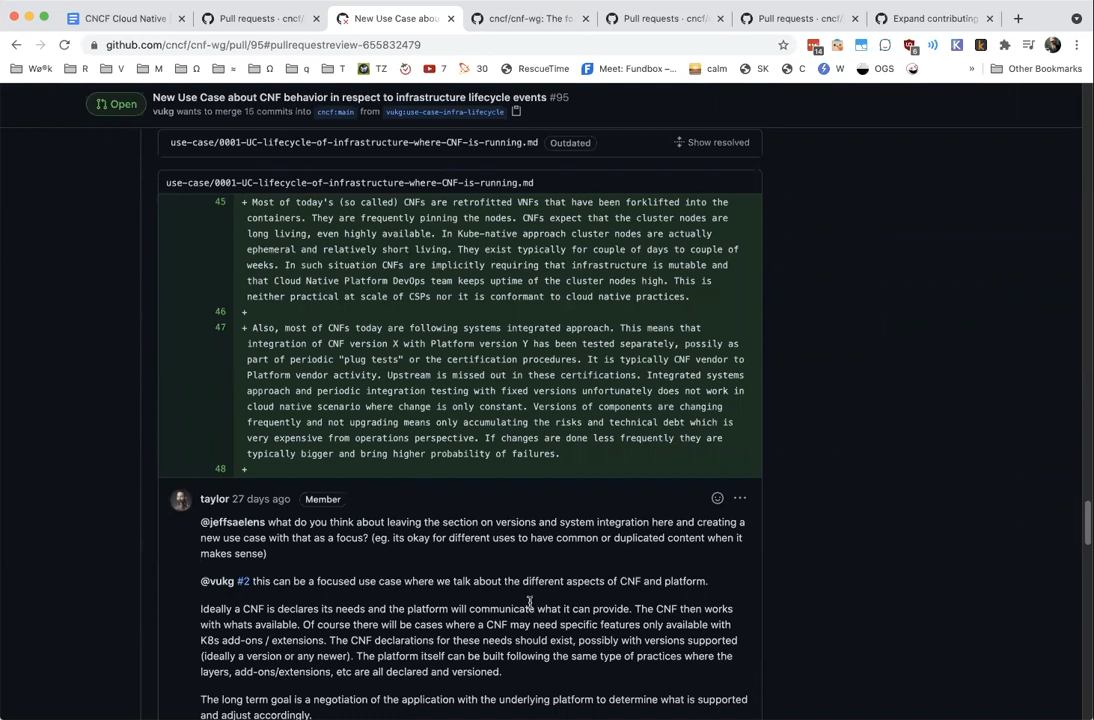 CNCF Cloud Native
Pull requests · cncf/
New Use Case abou
cncf/cnf-wg: The fo
Pull requests · cncf/
Pull requests · cncf/
Expand contributing
github.com/cncf/cnf-wg/pull/95#pullrequestreview-655832479
14
6
Wø®k
R
V
M
Ω
≈
Ω
q
T
TZ
7
30
RescueTime
Meet: Fundbox –...
calm
SK
C
W
OGS
»
Other Bookmarks
Open
New Use Case about CNF behavior in respect to infrastructure lifecycle events #95
vukg wants to merge 15 commits into cncf:main from vukg:use-case-infra-lifecycle
use-case/0001-UC-lifecycle-of-infrastructure-where-CNF-is-running.md Outdated Show resolved
use-case/0001-UC-lifecycle-of-infrastructure-where-CNF-is-running.md
45 + Most of today's (so called) CNFs are retrofitted VNFs that have been forklifted into the
containers. They are frequently pinning the nodes. CNFs expect that the cluster nodes are
long living, even highly available. In Kube-native approach cluster nodes are actually
ephemeral and relatively short living. They exist typically for couple of days to couple of
weeks. In such situation CNFs are implicitly requiring that infrastructure is mutable and
that Cloud Native Platform DevOps team keeps uptime of the cluster nodes high. This is
neither practical at scale of CSPs nor it is conformant to cloud native practices.
46 +
47 + Also, most of CNFs today are following systems integrated approach. This means that
integration of CNF version X with Platform version Y has been tested separately, possily as
part of periodic "plug tests" or the certification procedures. It is typically CNF vendor to
Platform vendor activity. Upstream is missed out in these certifications. Integrated systems
approach and periodic integration testing with fixed versions unfortunately does not work in
cloud native scenario where change is only constant. Versions of components are changing
frequently and not upgrading means only accumulating the risks and technical debt which is
very expensive from operations perspective. If changes are done less frequently they are
typically bigger and bring higher probability of failures.
48 +
taylor 27 days ago Member
@jeffsaelens what do you think about leaving the section on versions and system integration here and creating a
new use case with that as a focus? (eg. its okay for different uses to have common or duplicated content when it
makes sense)
@vukg #2 this can be a focused use case where we talk about the different aspects of CNF and platform.
Ideally a CNF is declares its needs and the platform will communicate what it can provide. The CNF then works
with whats available. Of course there will be cases where a CNF may need specific features only available with
K8s add-ons / extensions. The CNF declarations for these needs should exist, possibly with versions supported
(ideally a version or any newer). The platform itself can be built following the same type of practices where the
layers, add-ons/extensions, etc are all declared and versioned.
The long term goal is a negotiation of the application with the underlying platform to determine what is supported
and adjust accordingly.